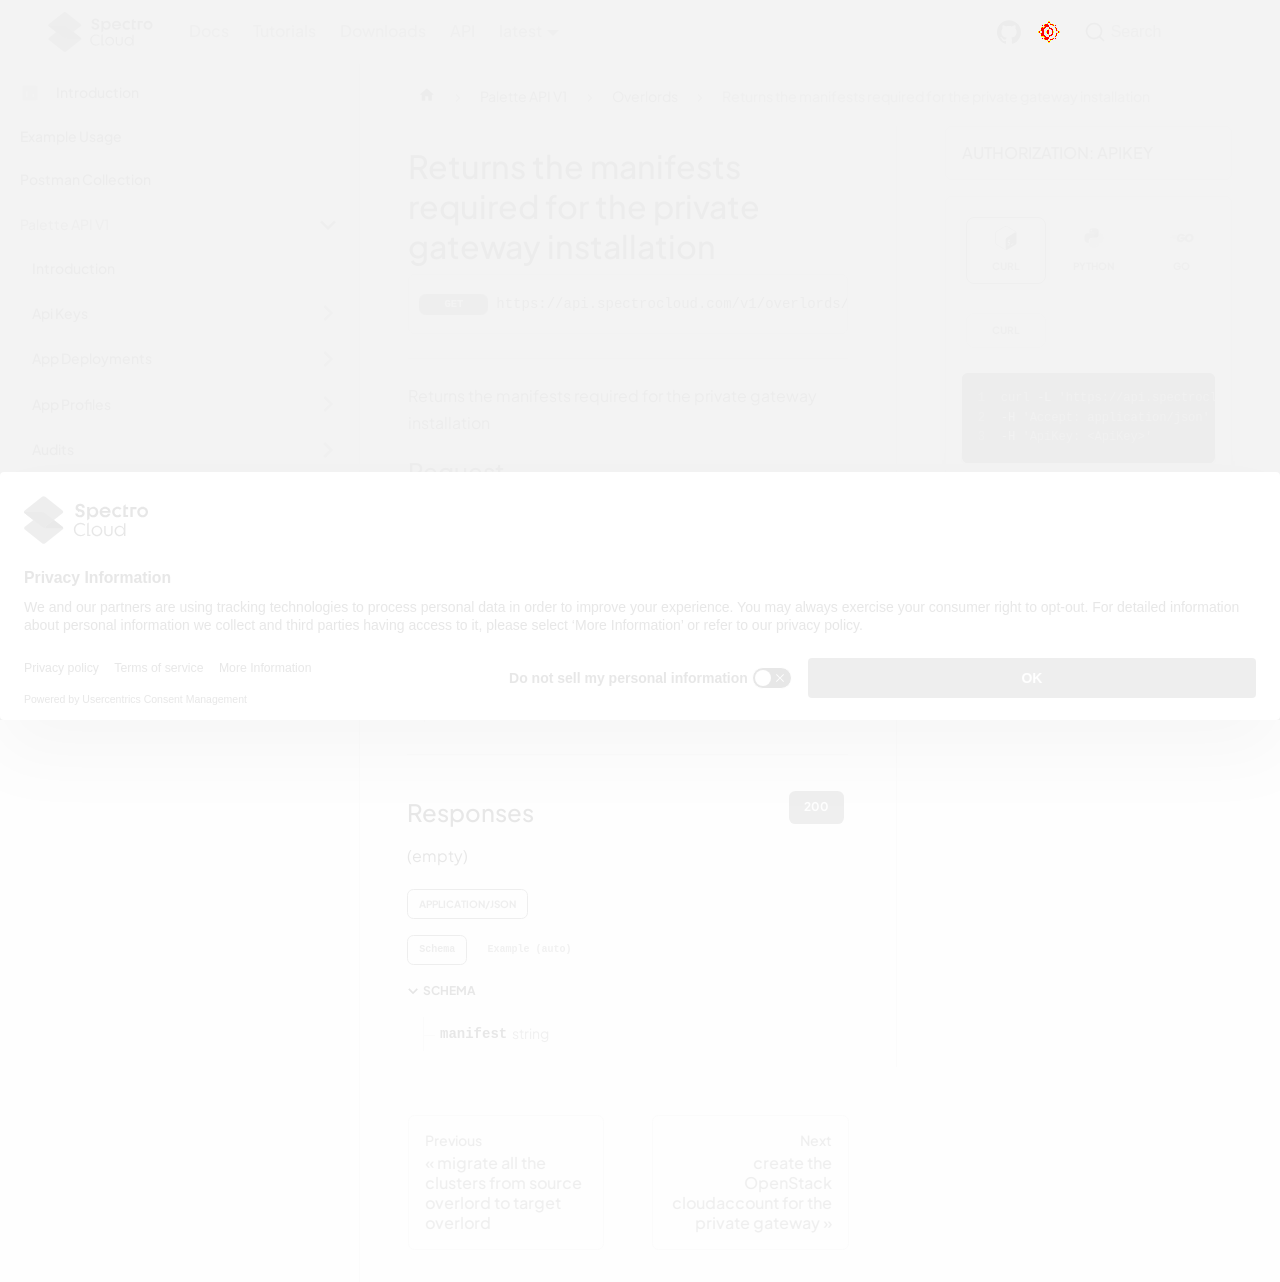 Spectro
Cloud
Docs Tutorials Downloads API latest
Search
Introduction
Example Usage
Postman Collection
Palette API V1
Introduction
Api Keys
App Deployments
App Profiles
Audits
Palette API V1
Overlords
Returns the manifests required for the private gateway installation
Returns the manifests
required for the private
gateway installation
GET https://api.spectrocloud.com/v1/overlords/
Returns the manifests required for the private gateway
installation
Request
AUTHORIZATION: APIKEY
CURL PYTHON GO
CURL
Spectro
Cloud
Privacy Information
We and our partners are using tracking technologies to process personal data in order to improve your experience. You may always exercise your consumer right to opt-out. For detailed information
about personal information we collect and third parties having access to it, please select ‘More Information’ or refer to our privacy policy.
Privacy policy Terms of service More Information
Powered by Usercentrics Consent Management
Do not sell my personal information
OK
Responses
200
(empty)
APPLICATION/JSON
Schema Example (auto)
SCHEMA
manifest string
Previous
« migrate all the
clusters from source
overlord to target
overlord
Next
create the
OpenStack
cloudaccount for the
private gateway »